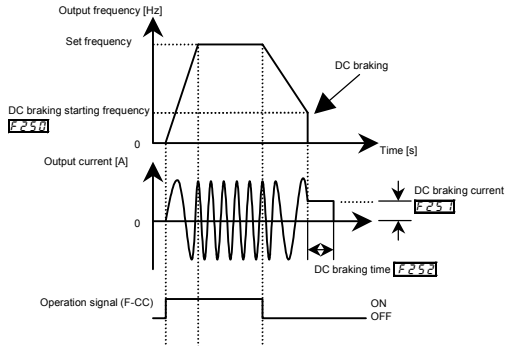 Output frequency [Hz]
Set frequency
DC braking
DC braking starting frequency
F250
0
Time [s]
Output current [A]
DC braking current
F251
0
DC braking time F252
Operation signal (F-CC)
ON
OFF